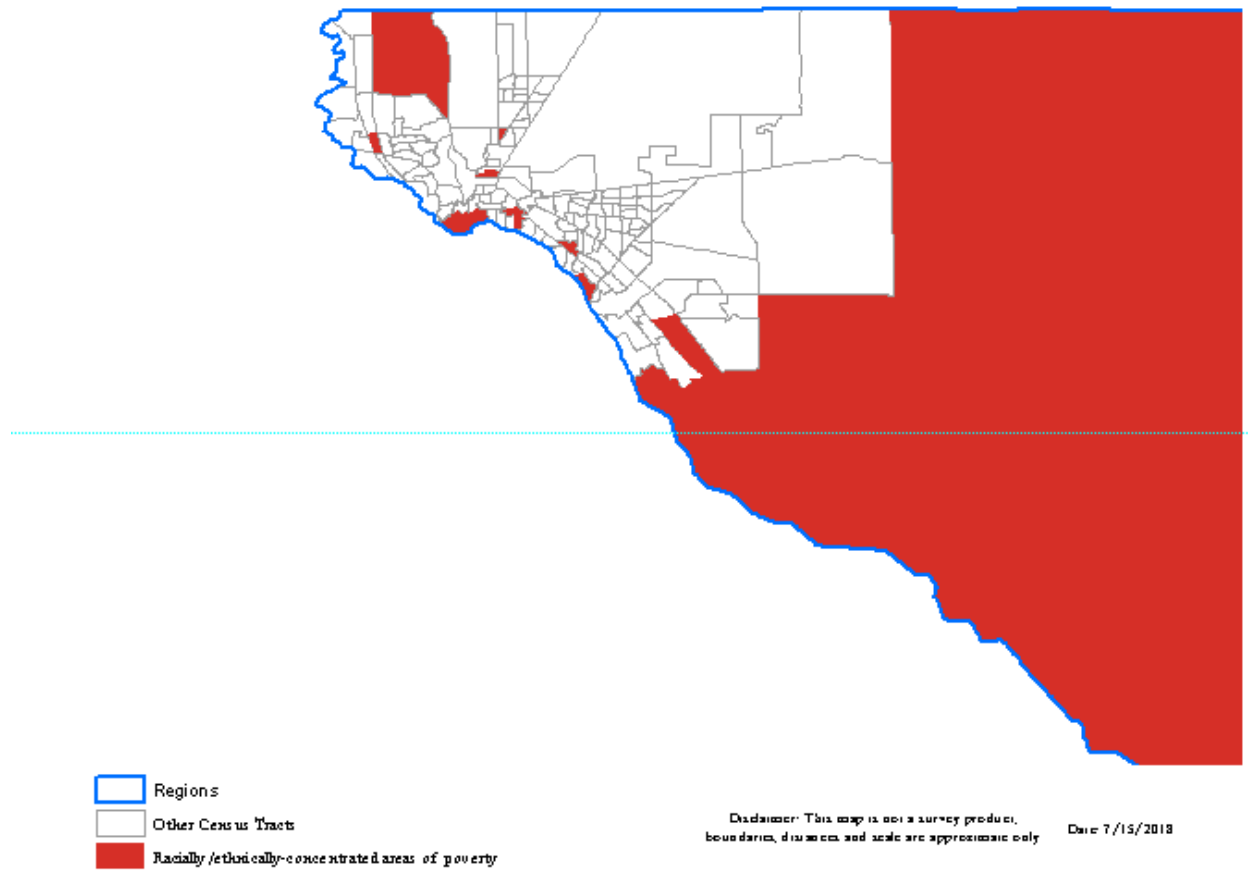 Regions
Other Census Tracts
Racially/ethnically-concentrated areas of poverty
Disclaimer: This map is not a survey product,
boundaries, distances and scale are approximate only
Date 7/15/2018